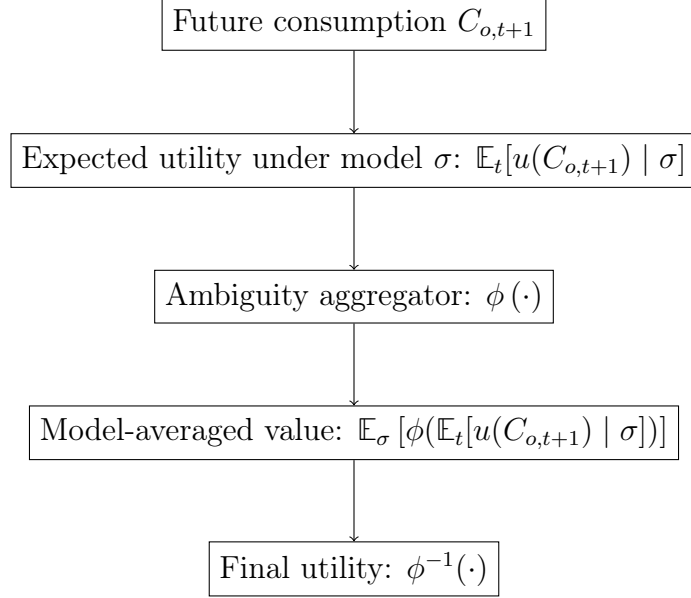 Future consumption $C_{o,t+1}$
Expected utility under model $\sigma$: $\mathbb{E}_t[u(C_{o,t+1}) \mid \sigma]$
Ambiguity aggregator: $\phi(\cdot)$
Model-averaged value: $\mathbb{E}_\sigma[\phi(\mathbb{E}_t[u(C_{o,t+1}) \mid \sigma])]$
Final utility: $\phi^{-1}(\cdot)$